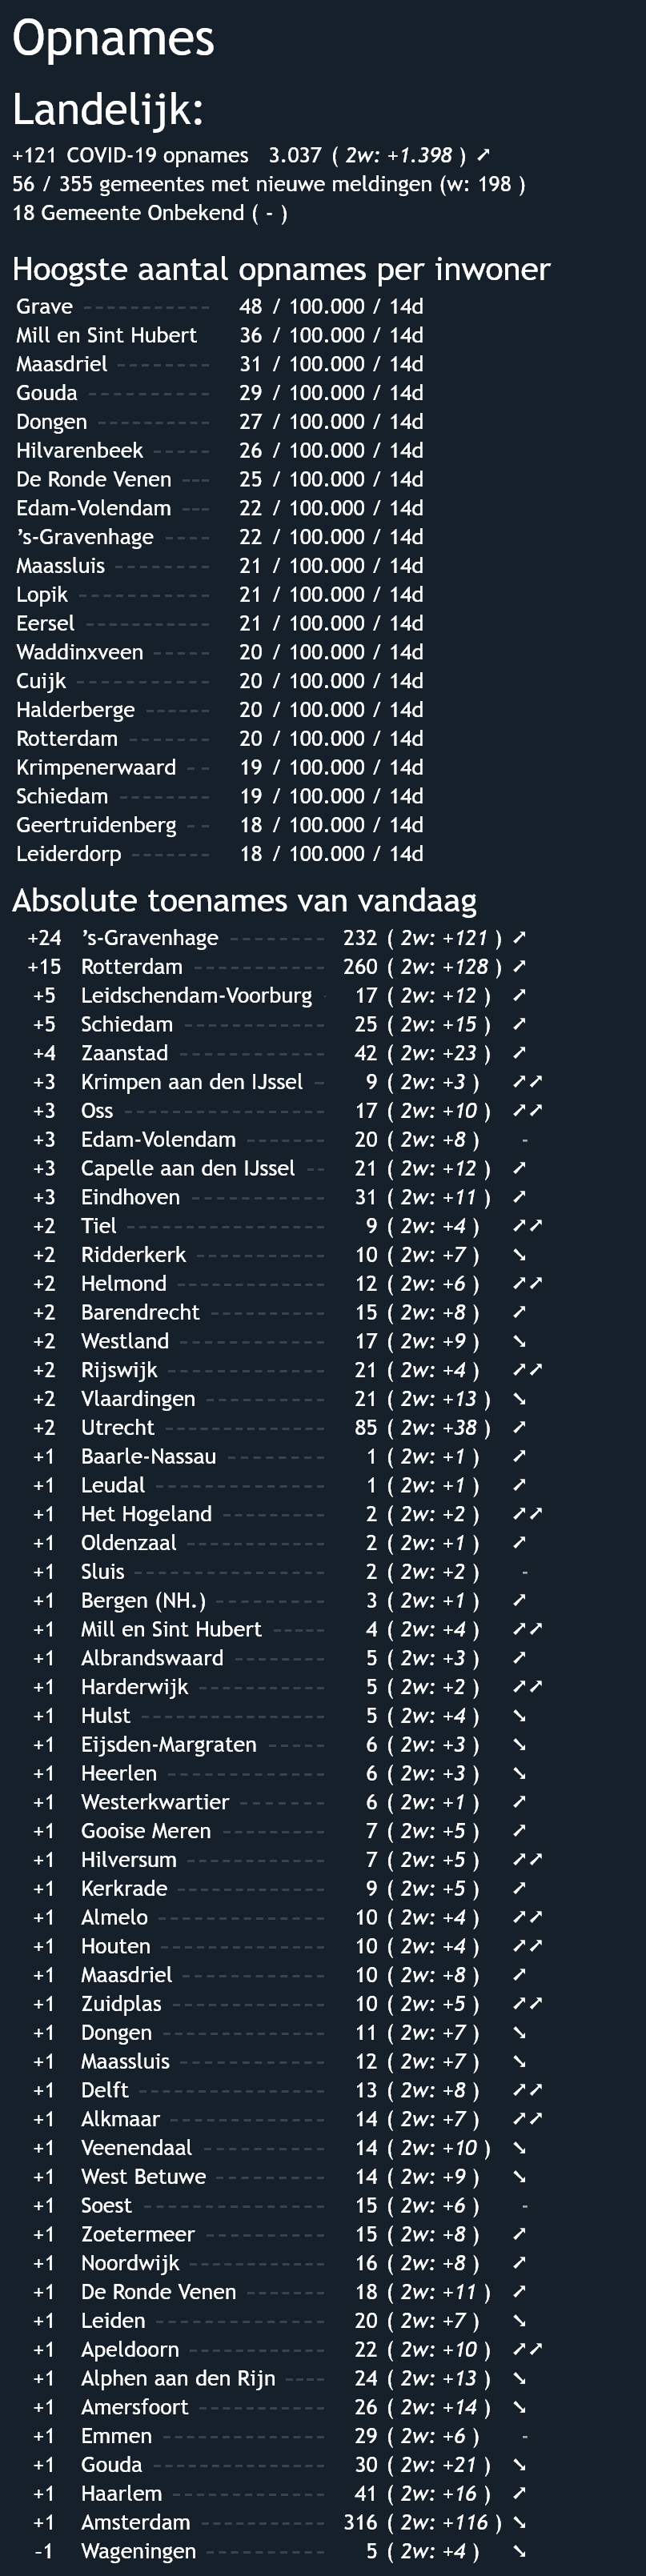 Opnames
Landelijk:
+121 COVID-19 opnames 3.037 ( 2w: +1.398 ) ➚
56 / 355 gemeentes met nieuwe meldingen (w: 198 )
18 Gemeente Onbekend ( - )
Hoogste aantal opnames per inwoner
Grave ---------- 48 / 100.000 / 14d
Mill en Sint Hubert 36 / 100.000 / 14d
Maasdriel ------- 31 / 100.000 / 14d
Gouda ---------- 29 / 100.000 / 14d
Dongen --------- 27 / 100.000 / 14d
Hilvarenbeek ----- 26 / 100.000 / 14d
De Ronde Venen --- 25 / 100.000 / 14d
Edam-Volendam --- 22 / 100.000 / 14d
’s-Gravenhage ---- 22 / 100.000 / 14d
Maassluis -------- 21 / 100.000 / 14d
Lopik ----------- 21 / 100.000 / 14d
Eersel ---------- 21 / 100.000 / 14d
Waddinxveen ----- 20 / 100.000 / 14d
Cuijk ----------- 20 / 100.000 / 14d
Halderberge ------ 20 / 100.000 / 14d
Rotterdam ------- 20 / 100.000 / 14d
Krimpenerwaard -- 19 / 100.000 / 14d
Schiedam -------- 19 / 100.000 / 14d
Geertruidenberg -- 18 / 100.000 / 14d
Leiderdorp ------- 18 / 100.000 / 14d
Absolute toenames van vandaag
+24 ’s-Gravenhage -------- 232 ( 2w: +121 ) ➚
+15 Rotterdam ----------- 260 ( 2w: +128 ) ➚
+5 Leidschendam-Voorburg - 17 ( 2w: +12 ) ➚
+5 Schiedam ------------ 25 ( 2w: +15 ) ➚
+4 Zaanstad ------------ 42 ( 2w: +23 ) ➚
+3 Krimpen aan den IJssel - 9 ( 2w: +3 ) ➚➚
+3 Oss ----------------- 17 ( 2w: +10 ) ➚➚
+3 Edam-Volendam ------- 20 ( 2w: +8 ) -
+3 Capelle aan den IJssel -- 21 ( 2w: +12 ) ➚
+3 Eindhoven ----------- 31 ( 2w: +11 ) ➚
+2 Tiel ----------------- 9 ( 2w: +4 ) ➚➚
+2 Ridderkerk ----------- 10 ( 2w: +7 ) ➘
+2 Helmond ------------ 12 ( 2w: +6 ) ➚➚
+2 Barendrecht ---------- 15 ( 2w: +8 ) ➚
+2 Westland ------------ 17 ( 2w: +9 ) ➘
+2 Rijswijk ------------- 21 ( 2w: +4 ) ➚➚
+2 Vlaardingen ---------- 21 ( 2w: +13 ) ➘
+2 Utrecht ------------- 85 ( 2w: +38 ) ➚
+1 Baarle-Nassau -------- 1 ( 2w: +1 ) ➚
+1 Leudal -------------- 1 ( 2w: +1 ) ➚
+1 Het Hogeland --------- 2 ( 2w: +2 ) ➚➚
+1 Oldenzaal ------------ 2 ( 2w: +1 ) ➚
+1 Sluis ---------------- 2 ( 2w: +2 ) -
+1 Bergen (NH.) --------- 3 ( 2w: +1 ) ➚
+1 Mill en Sint Hubert ----- 4 ( 2w: +4 ) ➚➚
+1 Albrandswaard -------- 5 ( 2w: +3 ) ➚
+1 Harderwijk ----------- 5 ( 2w: +2 ) ➚➚
+1 Hulst --------------- 5 ( 2w: +4 ) ➘
+1 Eijsden-Margraten ----- 6 ( 2w: +3 ) ➘
+1 Heerlen ------------- 6 ( 2w: +3 ) ➘
+1 Westerkwartier ------- 6 ( 2w: +1 ) ➚
+1 Gooise Meren --------- 7 ( 2w: +5 ) ➚
+1 Hilversum ------------ 7 ( 2w: +5 ) ➚➚
+1 Kerkrade ------------ 9 ( 2w: +5 ) ➚
+1 Almelo -------------- 10 ( 2w: +4 ) ➚➚
+1 Houten -------------- 10 ( 2w: +4 ) ➚➚
+1 Maasdriel ------------ 10 ( 2w: +8 ) ➚
+1 Zuidplas ------------- 10 ( 2w: +5 ) ➚➚
+1 Dongen -------------- 11 ( 2w: +7 ) ➘
+1 Maassluis ------------ 12 ( 2w: +7 ) ➘
+1 Delft --------------- 13 ( 2w: +8 ) ➚➚
+1 Alkmaar ------------- 14 ( 2w: +7 ) ➚➚
+1 Veenendaal ---------- 14 ( 2w: +10 ) ➘
+1 West Betuwe --------- 14 ( 2w: +9 ) ➘
+1 Soest --------------- 15 ( 2w: +6 ) -
+1 Zoetermeer ---------- 15 ( 2w: +8 ) ➚
+1 Noordwijk ----------- 16 ( 2w: +8 ) ➚
+1 De Ronde Venen ------- 18 ( 2w: +11 ) ➚
+1 Leiden -------------- 20 ( 2w: +7 ) ➘
+1 Apeldoorn ----------- 22 ( 2w: +10 ) ➚➚
+1 Alphen aan den Rijn ---- 24 ( 2w: +13 ) ➘
+1 Amersfoort ---------- 26 ( 2w: +14 ) ➘
+1 Emmen ------------- 29 ( 2w: +6 ) -
+1 Gouda -------------- 30 ( 2w: +21 ) ➘
+1 Haarlem ------------ 41 ( 2w: +16 ) ➚
+1 Amsterdam ---------- 316 ( 2w: +116 ) ➘
-1 Wageningen ---------- 5 ( 2w: +4 ) ➘